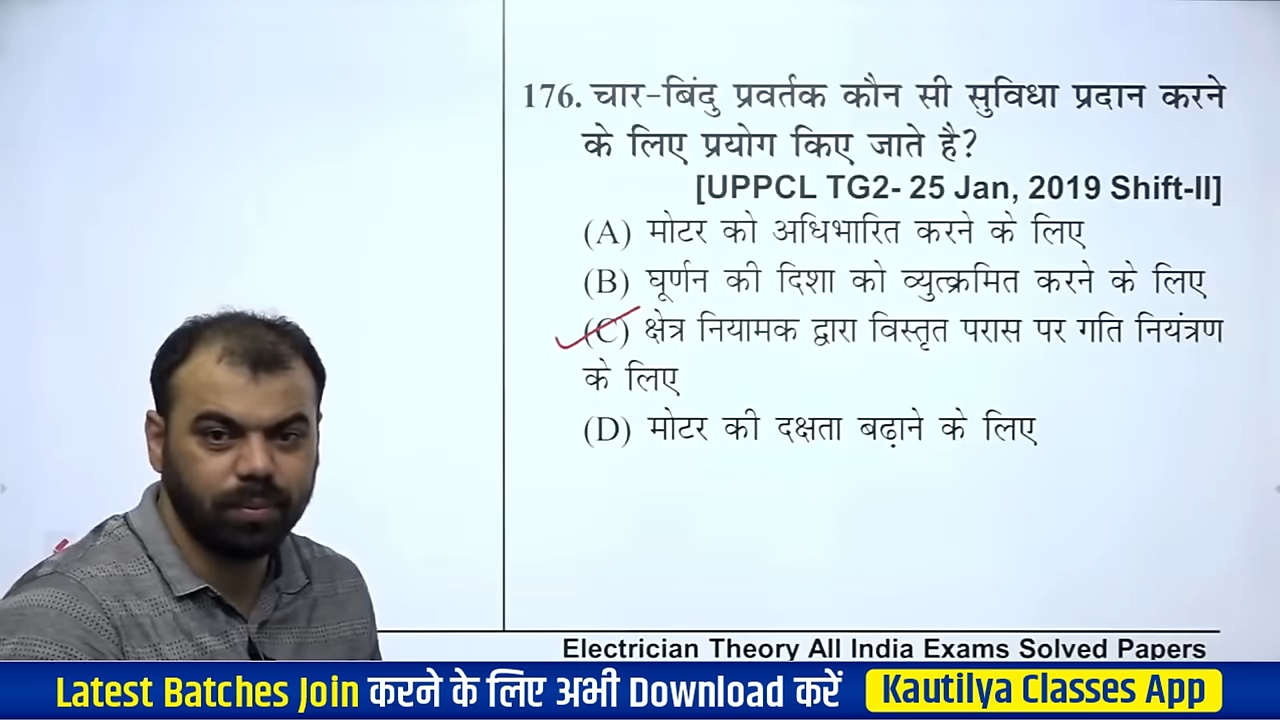 176. चार-बिंदु प्रवर्तक कौन सी सुविधा प्रदान करने
के लिए प्रयोग किए जाते है?
[UPPCL TG2- 25 Jan, 2019 Shift-II]
(A) मोटर को अधिभारित करने के लिए
(B) घूर्णन की दिशा को व्युत्क्रमित करने के लिए
(C) क्षेत्र नियामक द्वारा विस्तृत परास पर गति नियंत्रण
के लिए
(D) मोटर की दक्षता बढ़ाने के लिए
Electrician Theory All India Exams Solved Papers
Latest Batches Join करने के लिए अभी Download करें Kautilya Classes App